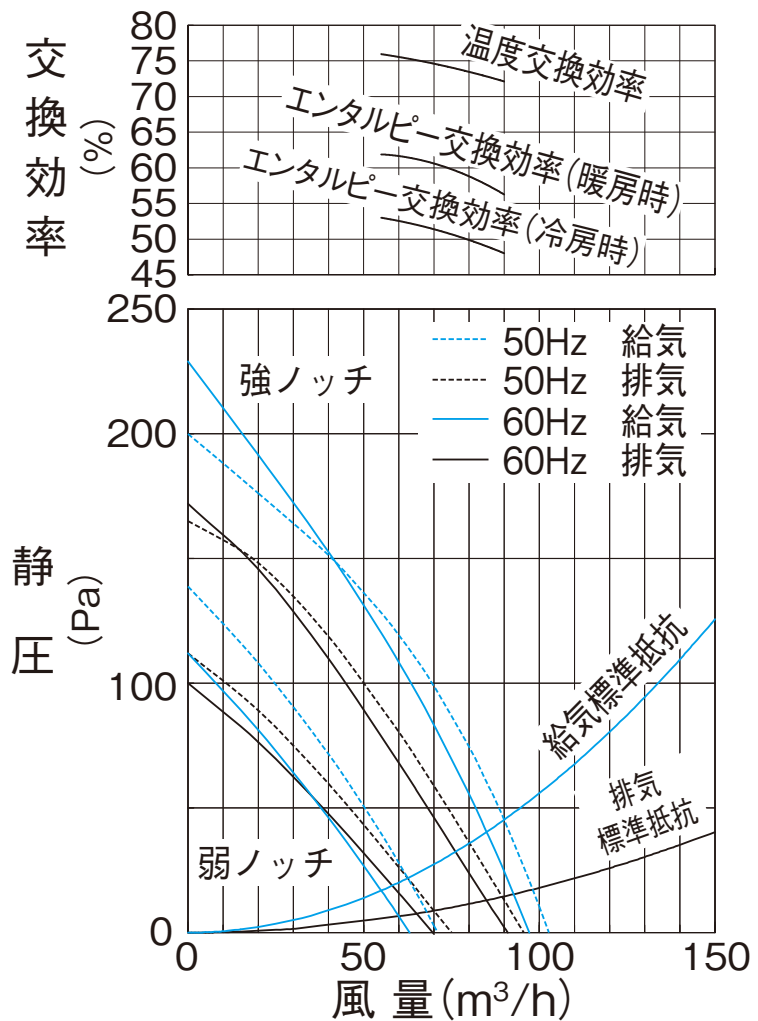 交換効率
(%)
80
75
70
65
60
55
50
45
温度交換効率
エンタルピー交換効率(暖房時)
エンタルピー交換効率(冷房時)
静圧
(Pa)
250
200
100
0
強ノッチ
50Hz 給気
50Hz 排気
60Hz 給気
60Hz 排気
給気標準抵抗
排気
標準抵抗
弱ノッチ
0 50 100 150
風量(m³/h)